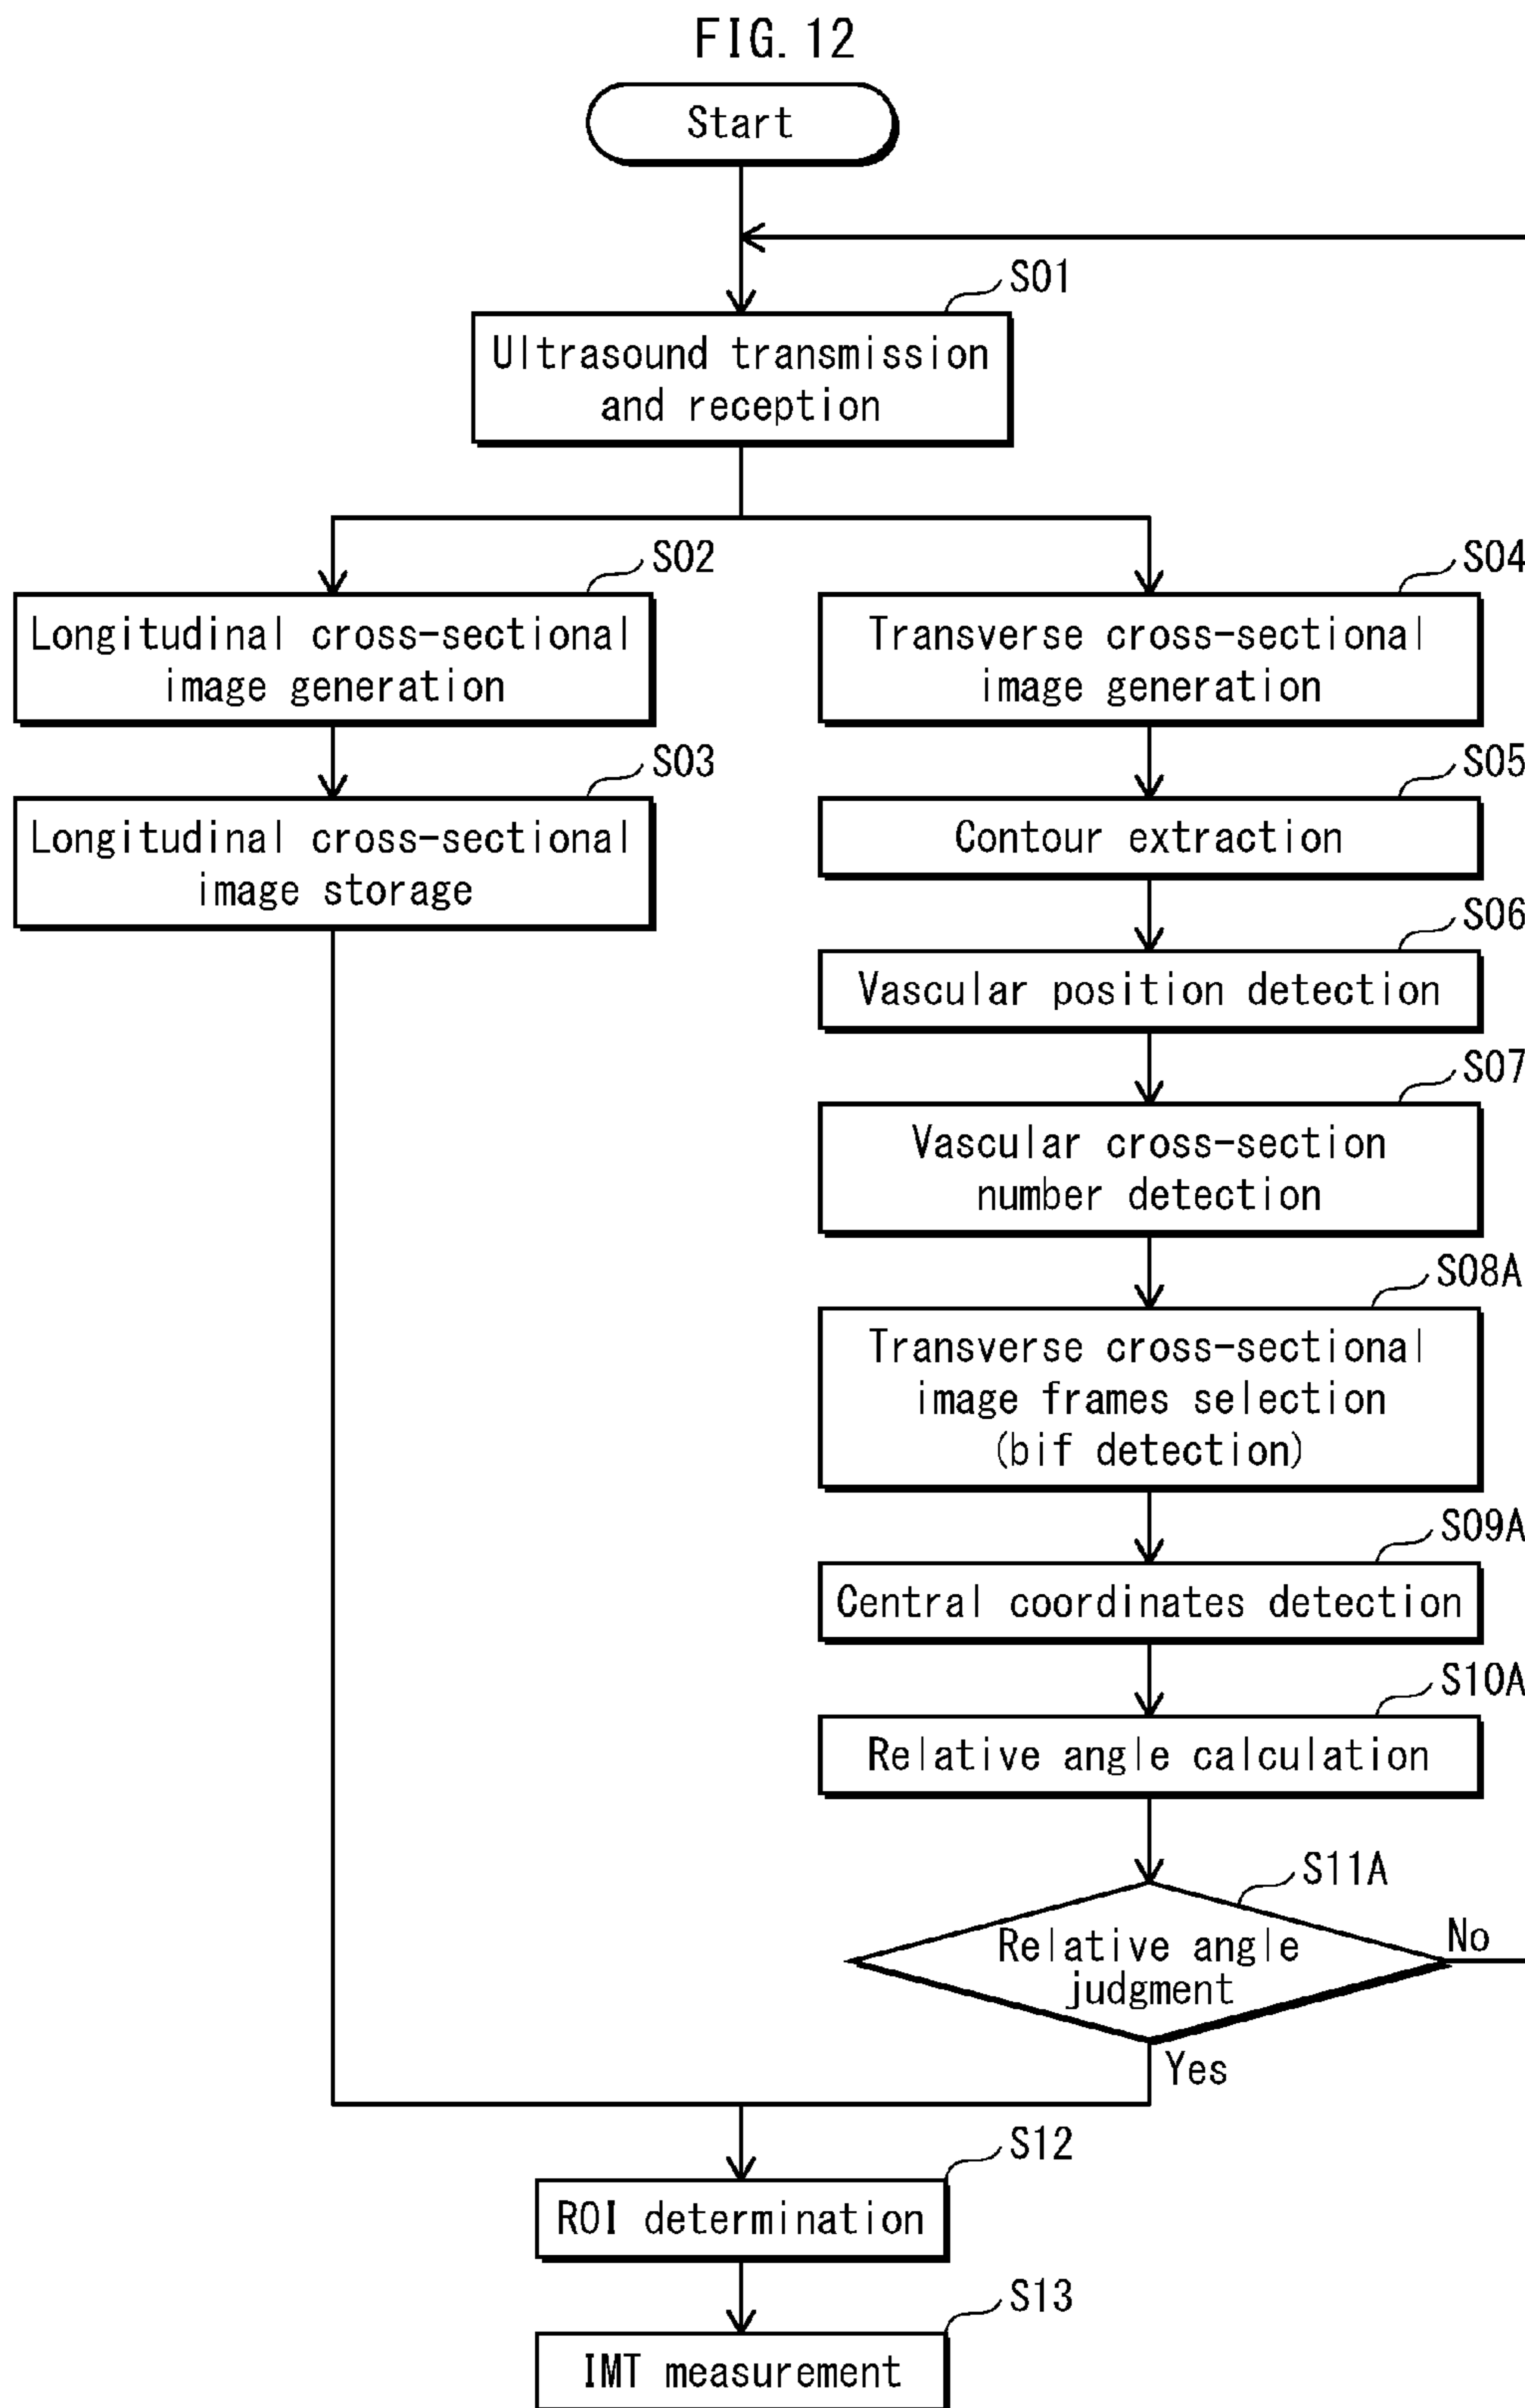 FIG. 12
Start
S01
Ultrasound transmission
and reception
S02
Longitudinal cross-sectional
image generation
S03
Longitudinal cross-sectional
image storage
S04
Transverse cross-sectional
image generation
S05
Contour extraction
S06
Vascular position detection
S07
Vascular cross-section
number detection
S08A
Transverse cross-sectional
image frames selection
(bif detection)
S09A
Central coordinates detection
S10A
Relative angle calculation
S11A
Relative angle
judgment
No
Yes
S12
ROI determination
S13
IMT measurement